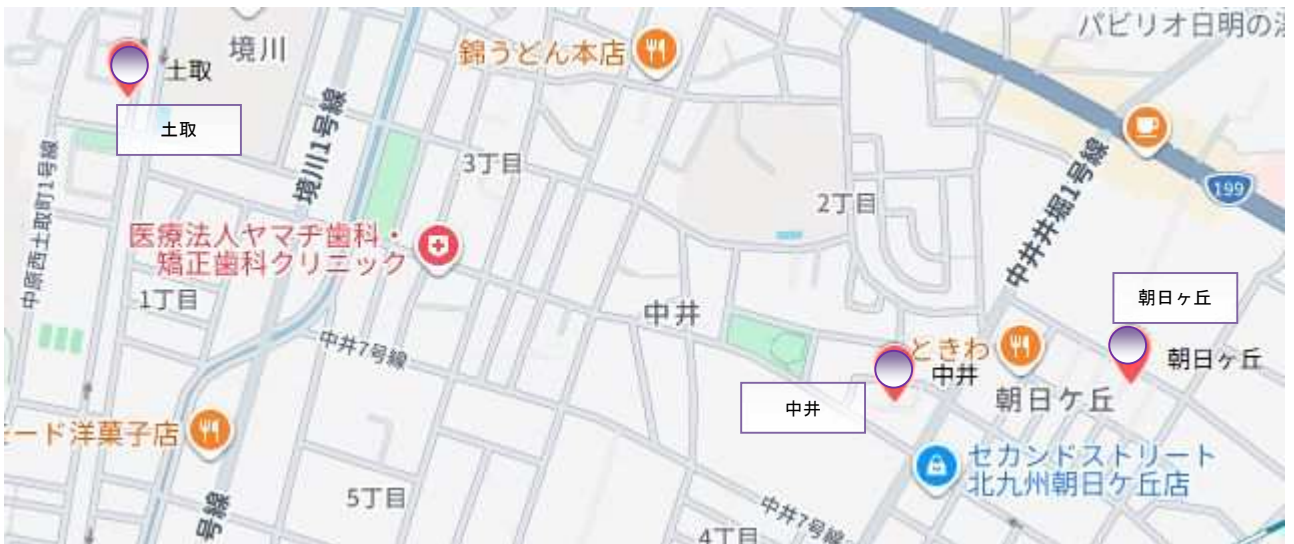 パビリオ日明の湯
境川
錦うどん本店
土取
土取
境川1号線
3丁目
199
中原西土取町1号線
2丁目
中井井堀1号線
医療法人ヤマヂ歯科・
矯正歯科クリニック
朝日ヶ丘
1丁目
中井
中井7号線
ときわ
朝日ヶ丘
中井
朝日ケ丘
中井
ード洋菓子店
セカンドストリート
北九州朝日ケ丘店
5丁目
号線
中井7号線
4丁目